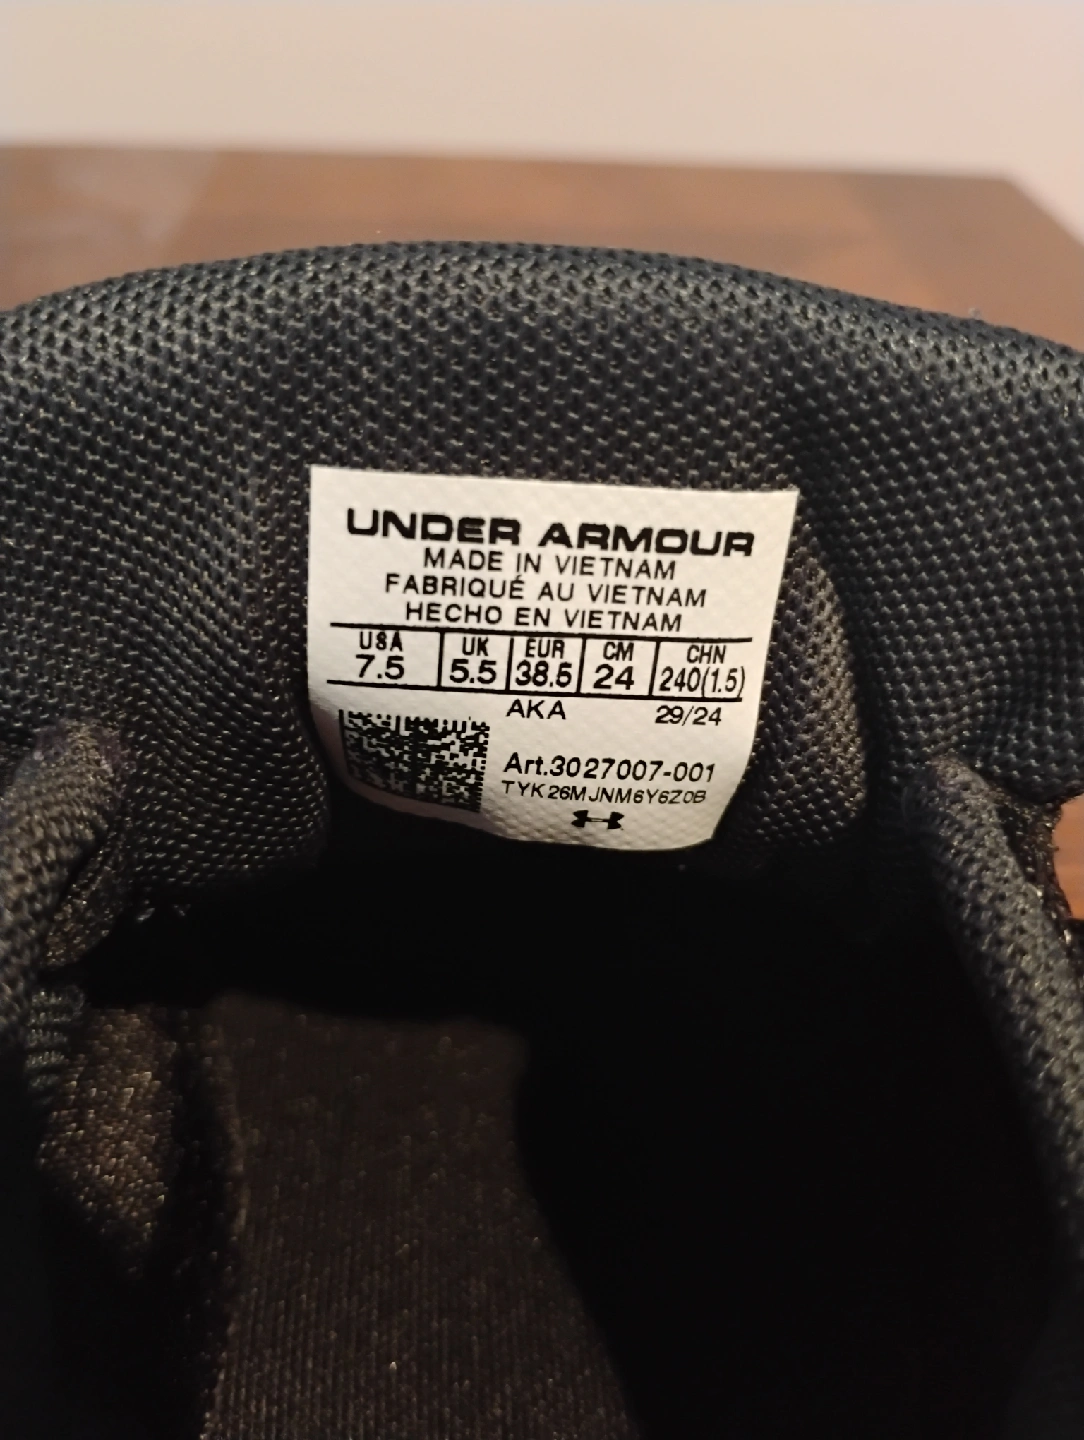 UNDER ARMOUR
MADE IN VIETNAM
FABRIQUÉ AU VIETNAM
HECHO EN VIETNAM
USA UK EUR CM CHN
7.5 5.5 38.5 24 240(1.5)
AKA 29/24
Art.3027007-001
TYK26MJNM6Y6Z0B